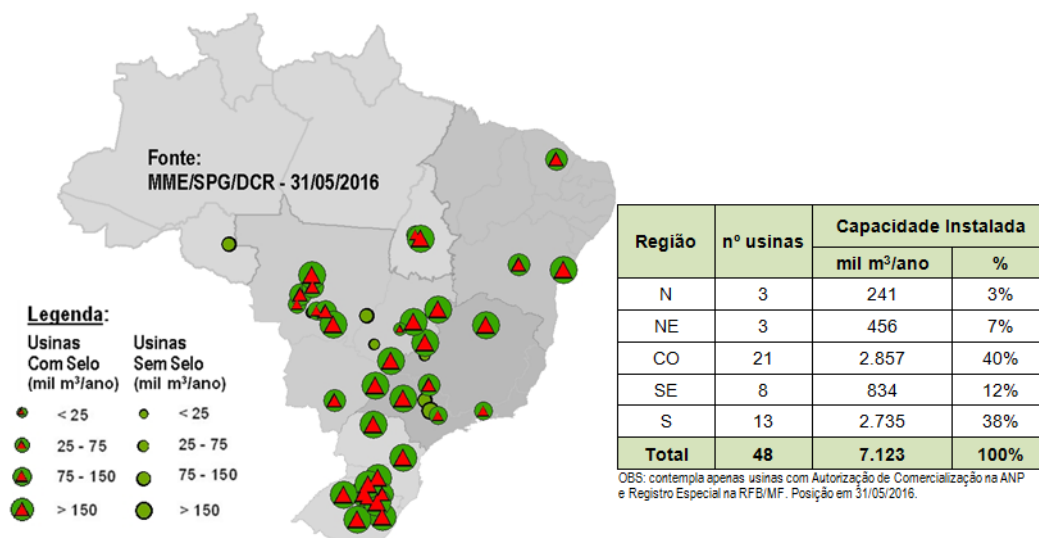 Fonte:
MME/SPG/DCR - 31/05/2016
Legenda:
Usinas Com Selo (mil m³/ano)
< 25
25 - 75
75 - 150
> 150
Usinas Sem Selo (mil m³/ano)
< 25
25 - 75
75 - 150
> 150
Região nº usinas Capacidade Instalada
mil m³/ano %
N 3 241 3%
NE 3 456 7%
CO 21 2.857 40%
SE 8 834 12%
S 13 2.735 38%
Total 48 7.123 100%
OBS: contempla apenas usinas com Autorização de Comercialização na ANP
e Registro Especial na RFB/MF. Posição em 31/05/2016.